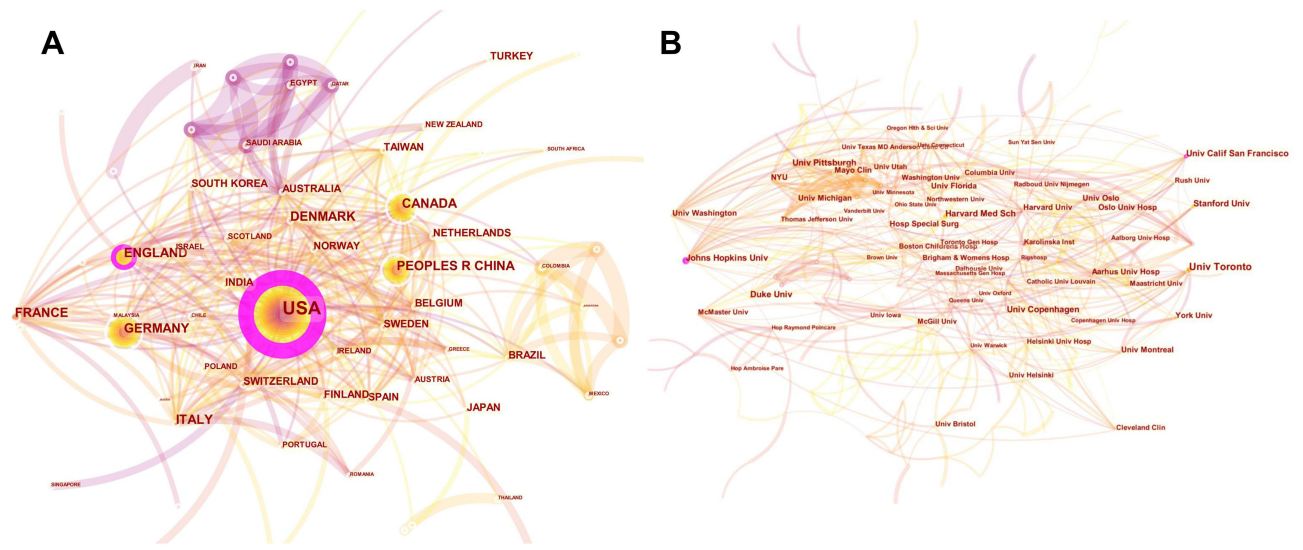 A
IRAN
EGYPT
QATAR
TURKEY
NEW ZEALAND
SAUDI ARABIA
TAIWAN
SOUTH AFRICA
SOUTH KOREA
AUSTRALIA
CANADA
DENMARK
SCOTLAND
NORWAY
NETHERLANDS
ENGLAND
ISRAEL
PEOPLES R CHINA
COLOMBIA
INDIA
USA
BELGIUM
FRANCE
MALAYSIA
CHILE
GERMANY
SWEDEN
IRELAND
GREECE
BRAZIL
POLAND
SWITZERLAND
AUSTRIA
FINLAND
SPAIN
MEXICO
ITALY
JAPAN
PORTUGAL
ROMANIA
SINGAPORE
THAILAND
B
Oregon Hlth & Sci Univ
Univ Texas MD Anderson Canc Ctr
Univ Connecticut
Sun Yat Sen Univ
Univ Calif San Francisco
Univ Pittsburgh
Mayo Clin
Univ Utah
NYU
Washington Univ
Columbia Univ
Rush Univ
Univ Minnesota
Univ Florida
Radboud Univ Nijmegen
Univ Michigan
Northwestern Univ
Univ Oslo
Ohio State Univ
Stanford Univ
Univ Washington
Thomas Jefferson Univ
Vanderbilt Univ
Harvard Med Sch
Harvard Univ
Oslo Univ Hosp
Hosp Special Surg
Toronto Gen Hosp
Karolinska Inst
Aalborg Univ Hosp
Boston Childrens Hosp
Johns Hopkins Univ
Brown Univ
Brigham & Womens Hosp
Rigshosp
Dalhousie Univ
Univ Toronto
Massachusetts Gen Hosp
Aarhus Univ Hosp
Catholic Univ Louvain
Maastricht Univ
Duke Univ
Univ Oxford
Queens Univ
McMaster Univ
Univ Iowa
Univ Copenhagen
York Univ
McGill Univ
Copenhagen Univ Hosp
Hop Raymond Poincare
Univ Warwick
Helsinki Univ Hosp
Univ Montreal
Hop Ambroise Pare
Univ Helsinki
Univ Bristol
Cleveland Clin